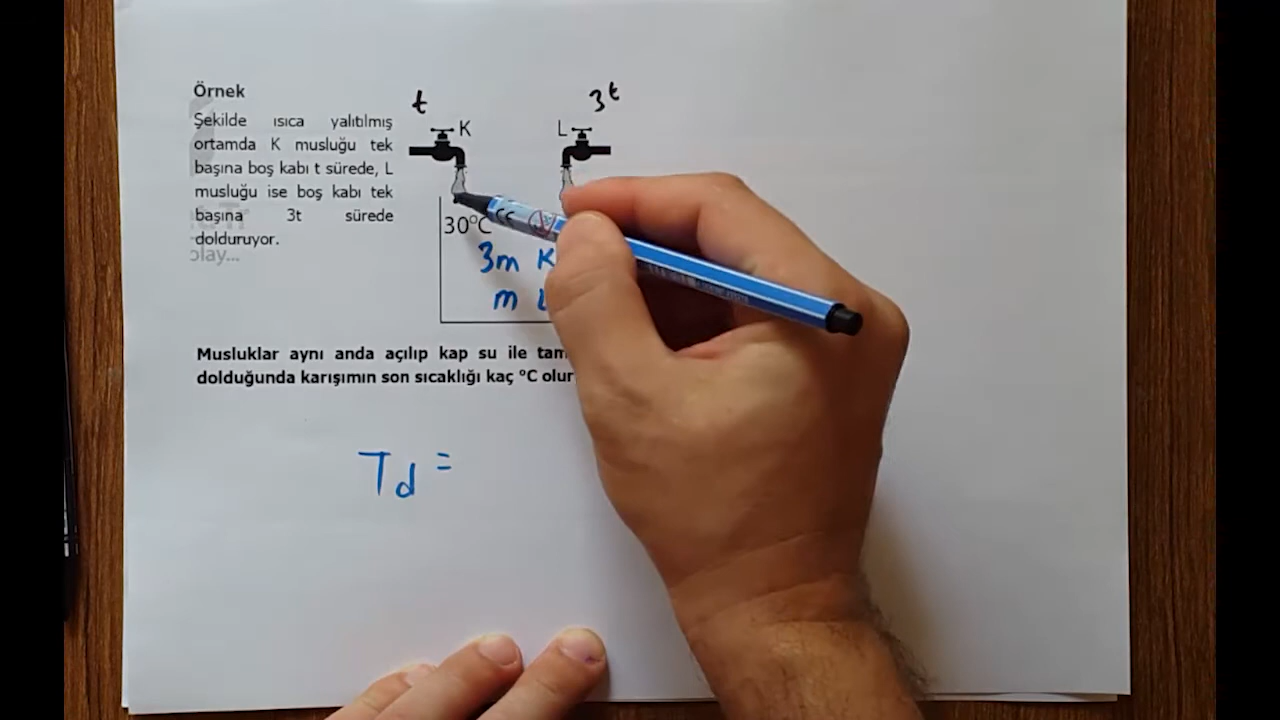 Örnek
Şekilde ısıca yalıtılmış
ortamda K musluğu tek
başına boş kabı t sürede, L
musluğu ise boş kabı tek
başına 3t sürede
dolduruyor.
olay...
t
3t
K
L
30°C
3m K
m
Musluklar aynı anda açılıp kap su ile
dolduğunda karışımın son sıcaklığı kaç °C olur
Td =